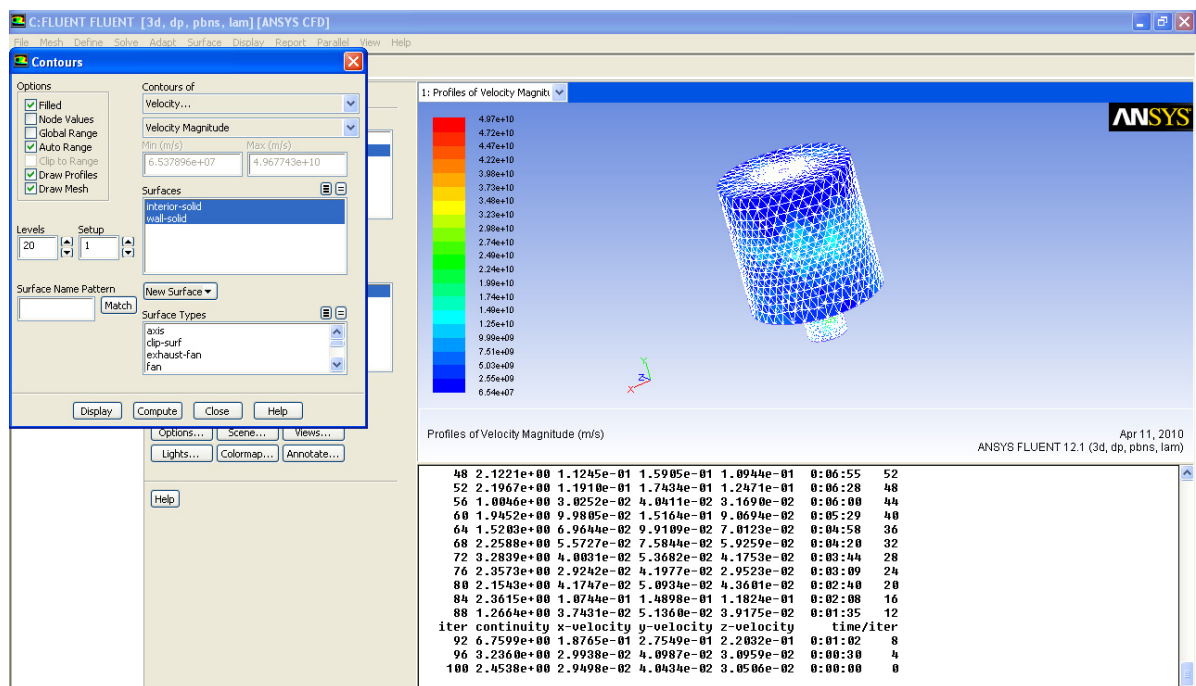 C:FLUENT FLUENT [3d, dp, pbns, lam] [ANSYS CFD]
File Mesh Define Solve Adapt Surface Display Report Parallel View Help
Contours
Options
Filled
Node Values
Global Range
Auto Range
Clip to Range
Draw Profiles
Draw Mesh
Contours of
Velocity...
Velocity Magnitude
Min (m/s) Max (m/s)
6.537896e+07 4.967743e+10
Surfaces
interior-solid
wall-solid
Levels Setup
20 1
Surface Name Pattern
Match
New Surface
Surface Types
axis
clip-surf
exhaust-fan
fan
Display Compute Close Help
Options... Scene... Views...
Lights... Colormap... Annotate...
Help
1: Profiles of Velocity Magnitu
ANSYS
4.97e+10
4.72e+10
4.47e+10
4.22e+10
3.98e+10
3.73e+10
3.48e+10
3.23e+10
2.98e+10
2.74e+10
2.49e+10
2.24e+10
1.99e+10
1.74e+10
1.49e+10
1.25e+10
9.99e+09
7.51e+09
5.03e+09
2.55e+09
6.54e+07
Y
Z
X
Profiles of Velocity Magnitude (m/s)
Apr 11, 2010
ANSYS FLUENT 12.1 (3d, dp, pbns, lam)
48 2.1221e+00 1.1245e-01 1.5905e-01 1.0944e-01 0:06:55 52
52 2.1967e+00 1.1910e-01 1.7434e-01 1.2471e-01 0:06:28 48
56 1.0046e+00 3.0252e-02 4.0411e-02 3.1690e-02 0:06:00 44
60 1.9452e+00 9.9805e-02 1.5164e-01 9.0694e-02 0:05:29 40
64 1.5203e+00 6.9644e-02 9.9109e-02 7.0123e-02 0:04:58 36
68 2.2588e+00 5.5727e-02 7.5844e-02 5.9259e-02 0:04:20 32
72 3.2839e+00 4.0031e-02 5.3682e-02 4.1753e-02 0:03:44 28
76 2.3573e+00 2.9242e-02 4.1977e-02 2.9523e-02 0:03:09 24
80 2.1543e+00 4.1747e-02 5.0934e-02 4.3601e-02 0:02:40 20
84 2.3615e+00 1.0744e-01 1.4898e-01 1.1824e-01 0:02:08 16
88 1.2664e+00 3.7431e-02 5.1360e-02 3.9175e-02 0:01:35 12
iter continuity x-velocity y-velocity z-velocity time/iter
92 6.7599e+00 1.8765e-01 2.7549e-01 2.2032e-01 0:01:02 8
96 3.2360e+00 2.9938e-02 4.0987e-02 3.0959e-02 0:00:30 4
100 2.4538e+00 2.9498e-02 4.0434e-02 3.0506e-02 0:00:00 0